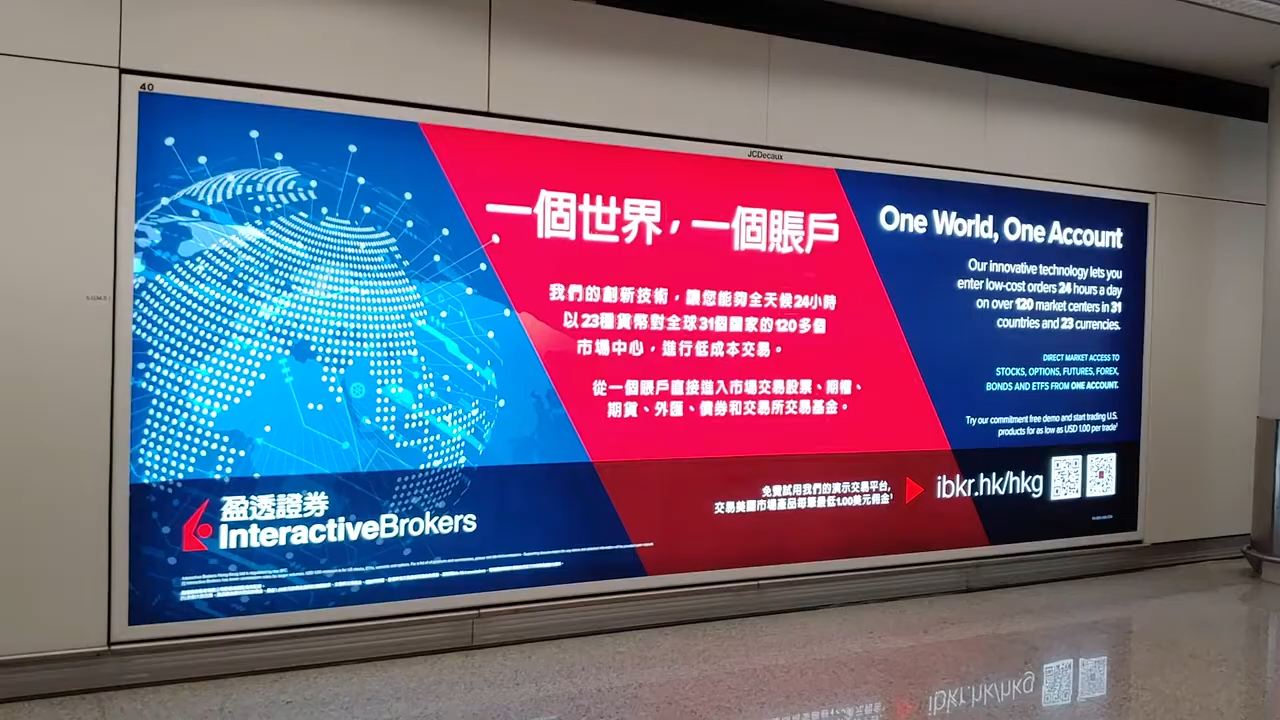 40
JCDecaux
一個世界，一個賬戶
我們的創新技術，讓您能夠全天候24小時
以23種貨幣對全球31個國家的120多個
市場中心，進行低成本交易。
從一個賬戶直接進入市場交易股票、期權、
期貨、外匯、債券和交易所交易基金。
免費試用我們的演示交易平台，
交易美國市場產品每筆最低1.00美元佣金¹
One World, One Account
Our innovative technology lets you
enter low-cost orders 24 hours a day
on over 120 market centers in 31
countries and 23 currencies.
DIRECT MARKET ACCESS TO
STOCKS, OPTIONS, FUTURES, FOREX,
BONDS AND ETFS FROM ONE ACCOUNT.
Try our commitment free demo and start trading U.S.
products for as low as USD 1.00 per trade¹
ibkr.hk/hkg
盈透證券
InteractiveBrokers
ibkr.hk/hkg